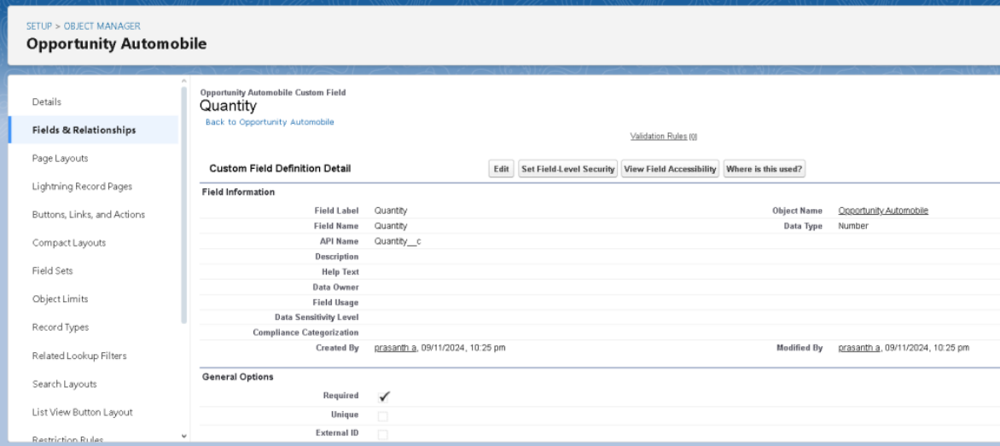 SETUP > OBJECT MANAGER
Opportunity Automobile
Details
Fields & Relationships
Page Layouts
Lightning Record Pages
Buttons, Links, and Actions
Compact Layouts
Field Sets
Object Limits
Record Types
Related Lookup Filters
Search Layouts
List View Button Layout
Restriction Rules
Opportunity Automobile Custom Field
Quantity
Back to Opportunity Automobile
Validation Rules [0]
Custom Field Definition Detail Edit Set Field-Level Security View Field Accessibility Where is this used?
Field Information
Field Label Quantity Object Name Opportunity Automobile
Field Name Quantity Data Type Number
API Name Quantity__c
Description
Help Text
Data Owner
Field Usage
Data Sensitivity Level
Compliance Categorization
Created By prasanth a, 09/11/2024, 10:25 pm Modified By prasanth a, 09/11/2024, 10:25 pm
General Options
Required
Unique
External ID